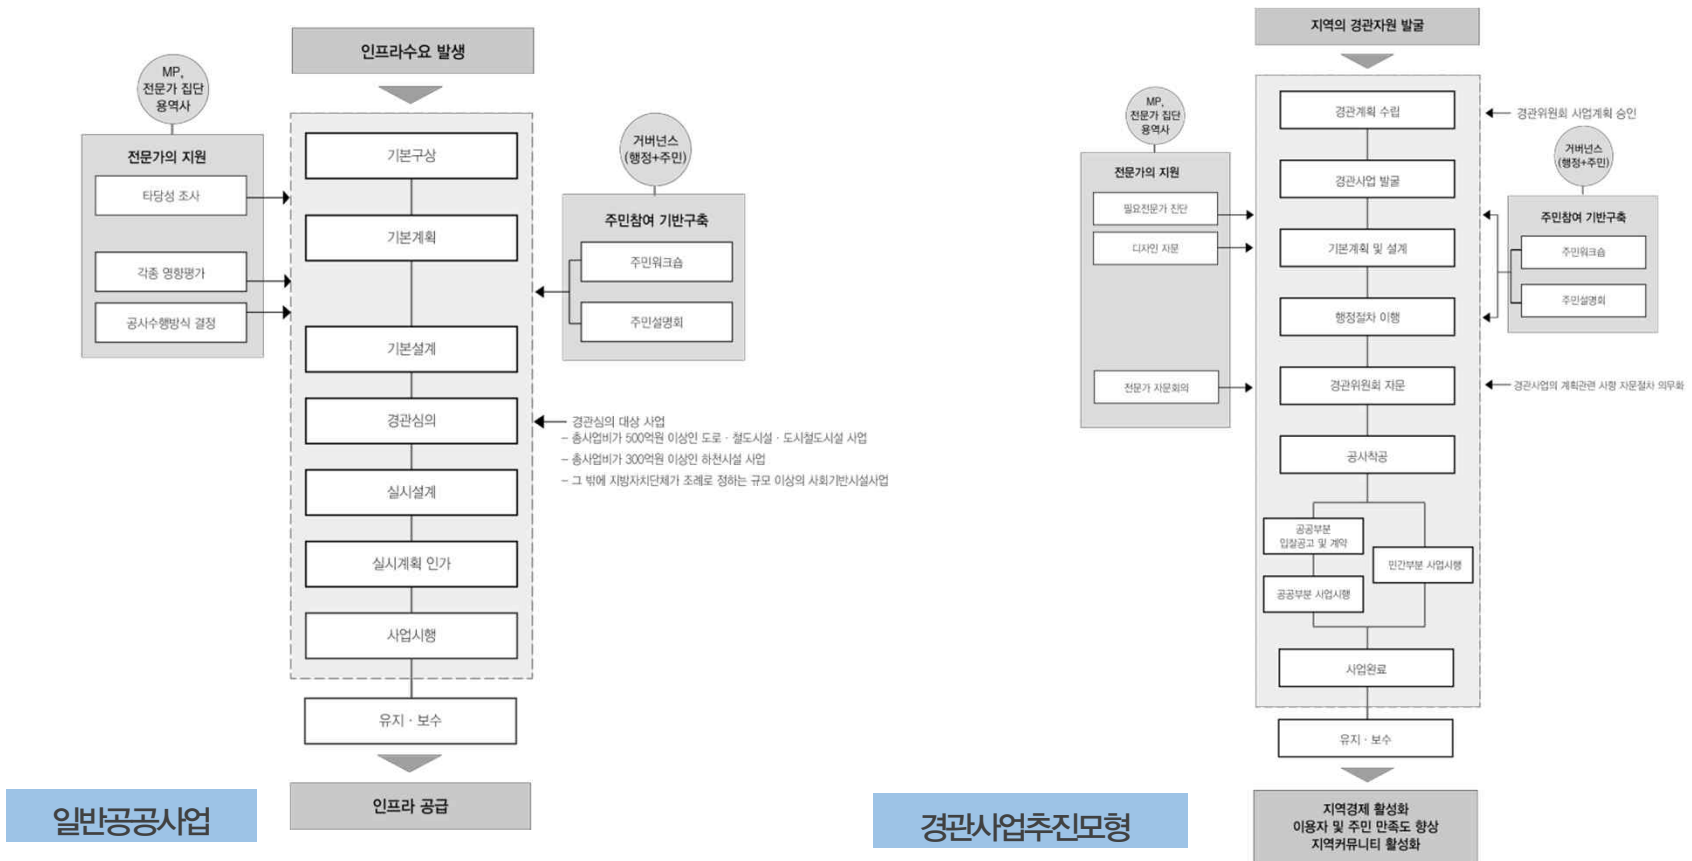 인프라수요 발생
MP,
전문가 집단
용역사
전문가의 지원
타당성 조사
각종 영향평가
공사수행방식 결정
기본구상
기본계획
기본설계
경관심의
실시설계
실시계획 인가
사업시행
유지 · 보수
인프라 공급
거버넌스
(행정+주민)
주민참여 기반구축
주민워크숍
주민설명회
경관심의 대상 사업
– 총사업비가 500억원 이상인 도로 · 철도시설 · 도시철도시설 사업
– 총사업비가 300억원 이상인 하천시설 사업
– 그 밖에 지방자치단체가 조례로 정하는 규모 이상의 사회기반시설사업
일반공공사업
지역의 경관자원 발굴
MP,
전문가 집단
용역사
전문가의 지원
필요전문가 진단
디자인 자문
전문가 자문회의
경관계획 수립
경관사업 발굴
기본계획 및 설계
행정절차 이행
경관위원회 자문
공사착공
공공부분
입찰공고 및 계약
공공부분 사업시행
민간부분 사업시행
사업완료
유지 · 보수
지역경제 활성화
이용자 및 주민 만족도 향상
지역커뮤니티 활성화
경관위원회 사업계획 승인
거버넌스
(행정+주민)
주민참여 기반구축
주민워크숍
주민설명회
경관사업의 계획관련 사항 자문절차 의무화
경관사업추진모형